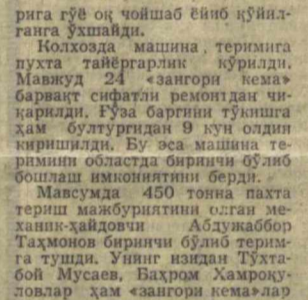 рига гўё оқ чойшаб ёйиб қўйил-
ганга ўхшайди.
Колхозда машина теримига
пухта тайёргарлик кўрилди.
Мавжуд 24 «зангори кема»
барвақт сифатли ремонтдан чи-
қарилди. Ғўза баргини тўкишга
ҳам бултургидан 9 кун олдин
киришилди. Бу эса машина те-
римини областда биринчи бўлиб
бошлаш имкониятини берди.
Мавсумда 450 тонна пахта
териш мажбуриятини олган ме-
ханик-ҳайдовчи Абдужаббор
Таҳмонов биринчи бўлиб терим-
га тушди. Унинг изидан Тўхта-
бой Мусаев, Баҳром Хамроқу-
ловлар ҳам «зангори кема»лар